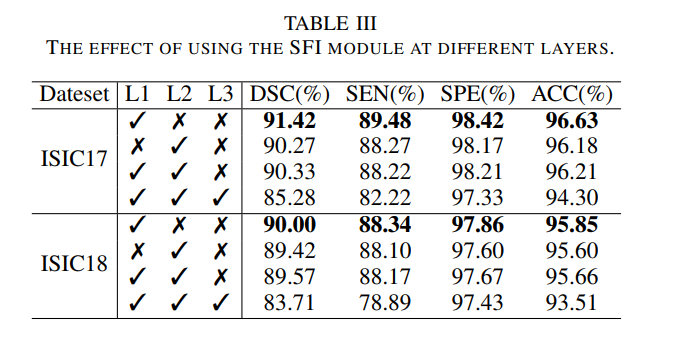 TABLE III
THE EFFECT OF USING THE SFI MODULE AT DIFFERENT LAYERS.
Dateset L1 L2 L3 DSC(%) SEN(%) SPE(%) ACC(%)
ISIC17
✓ ✗ ✗ 91.42 89.48 98.42 96.63
✗ ✓ ✗ 90.27 88.27 98.17 96.18
✓ ✓ ✗ 90.33 88.22 98.21 96.21
✓ ✓ ✓ 85.28 82.22 97.33 94.30
ISIC18
✓ ✗ ✗ 90.00 88.34 97.86 95.85
✗ ✓ ✗ 89.42 88.10 97.60 95.60
✓ ✓ ✗ 89.57 88.17 97.67 95.66
✓ ✓ ✓ 83.71 78.89 97.43 93.51